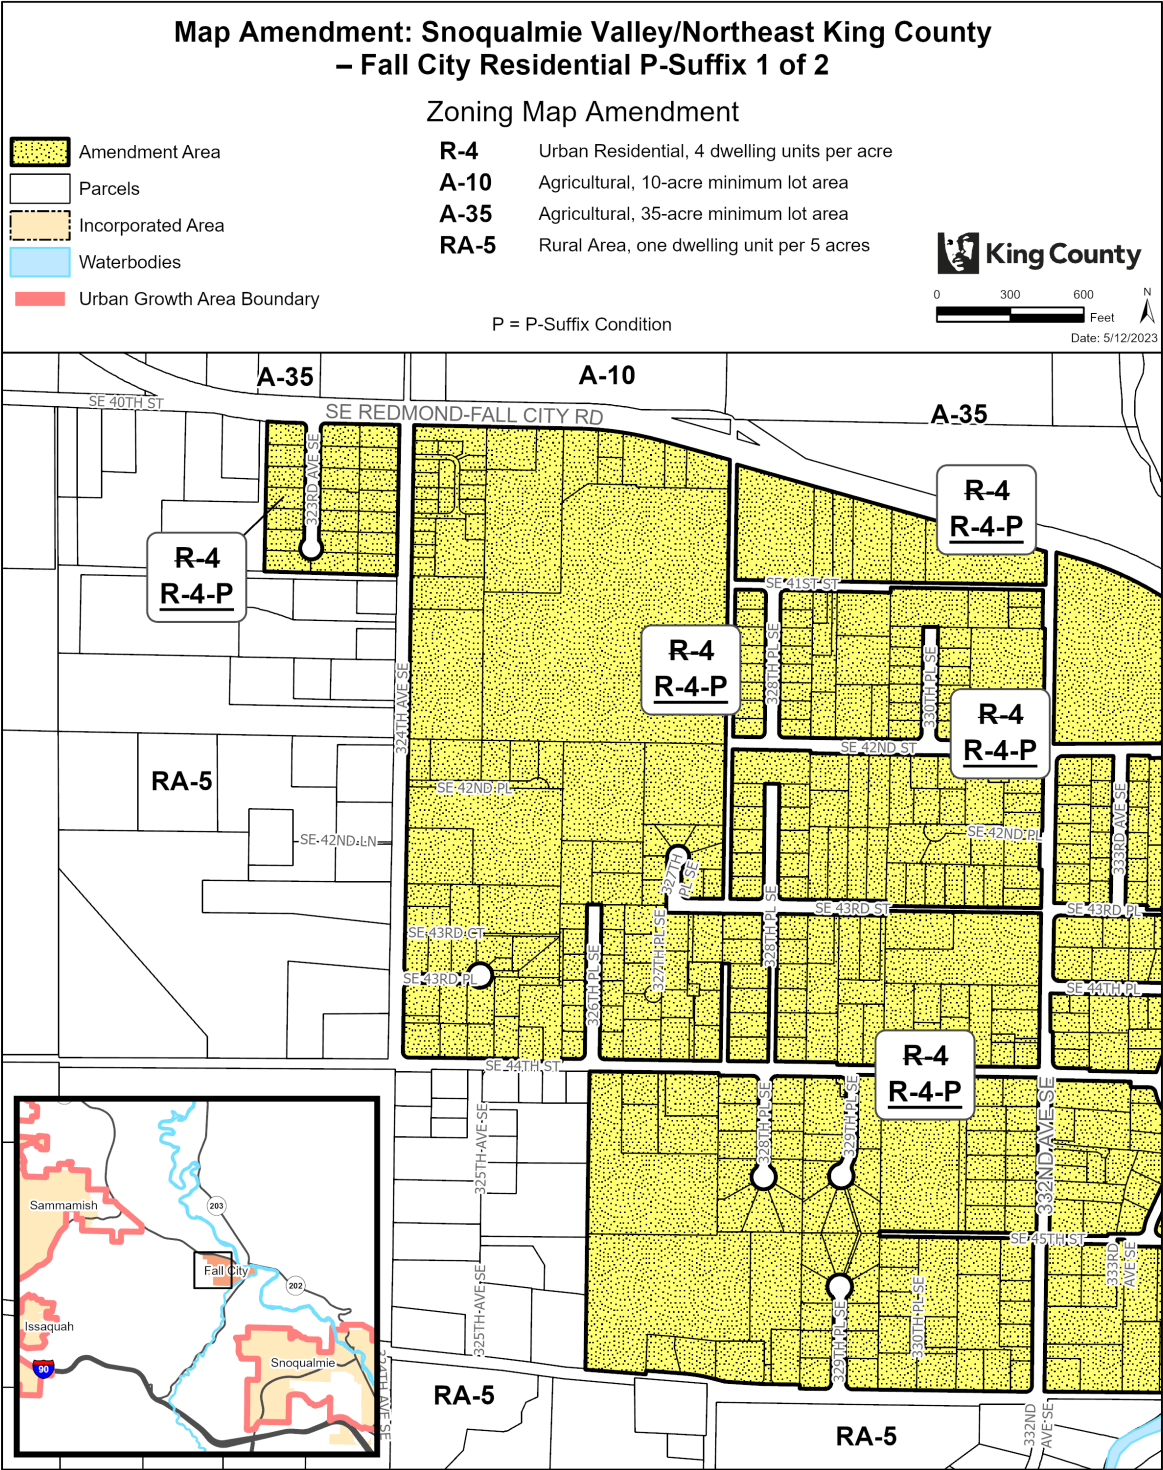 Map Amendment: Snoqualmie Valley/Northeast King County
– Fall City Residential P-Suffix 1 of 2
Zoning Map Amendment
Amendment Area
Parcels
Incorporated Area
Waterbodies
Urban Growth Area Boundary
R-4 Urban Residential, 4 dwelling units per acre
A-10 Agricultural, 10-acre minimum lot area
A-35 Agricultural, 35-acre minimum lot area
RA-5 Rural Area, one dwelling unit per 5 acres
P = P-Suffix Condition
King County
0 300 600
Feet
N
Date: 5/12/2023
A-35
A-10
A-35
SE 40TH ST
SE REDMOND-FALL CITY RD
323RD AVE SE
R-4
R-4-P
R-4
R-4-P
SE 41ST ST
R-4
R-4-P
328TH PL SE
330TH PL SE
324TH AVE SE
R-4
R-4-P
SE 42ND ST
RA-5
SE 42ND PL
SE 42ND LN
SE 42ND PL
333RD AVE SE
327TH
PL SE
328TH PL SE
SE 43RD ST
SE 43RD PL
SE 43RD CT
SE 43RD PL
326TH PL SE
327TH PL SE
SE 44TH PL
SE 44TH ST
R-4
R-4-P
325TH AVE SE
328TH PL SE
329TH PL SE
332ND AVE SE
SE 45TH ST
333RD
AVE SE
325TH AVE SE
329TH PL SE
330TH PL SE
324TH AVE SE
RA-5
RA-5
332ND
AVE SE
Sammamish
203
Fall City
202
Issaquah
90
Snoqualmie